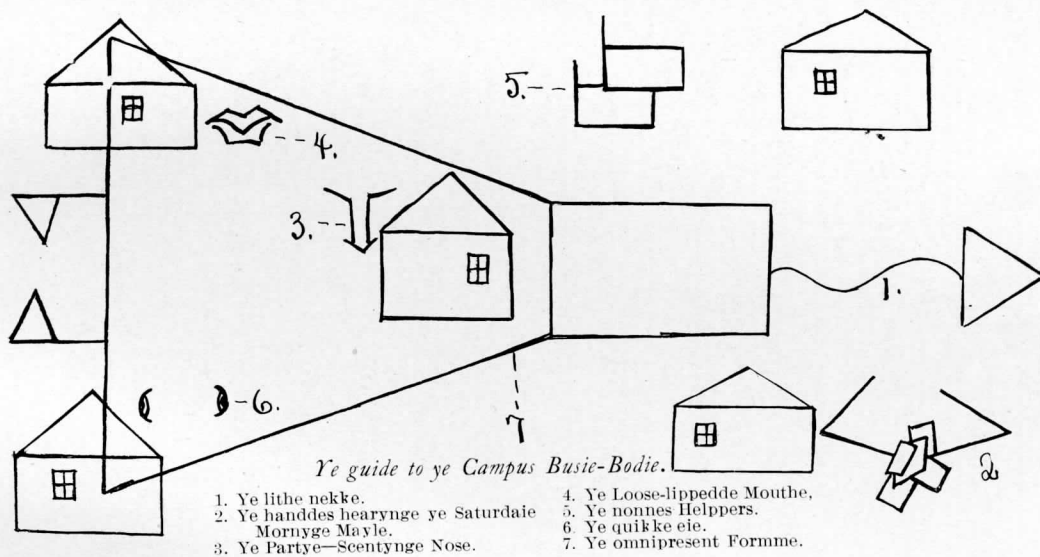 5.--
--4.
3.--
1.
-6.
7
2
Ye guide to ye Campus Busie-Bodie.
1. Ye lithe nekke.
2. Ye handdes hearynge ye Saturdaie
Mornyge Mayle.
3. Ye Partye—Scentynge Nose.
4. Ye Loose-lippedde Mouthe,
5. Ye nonnes Helppers.
6. Ye quikke eie.
7. Ye omnipresent Formme.